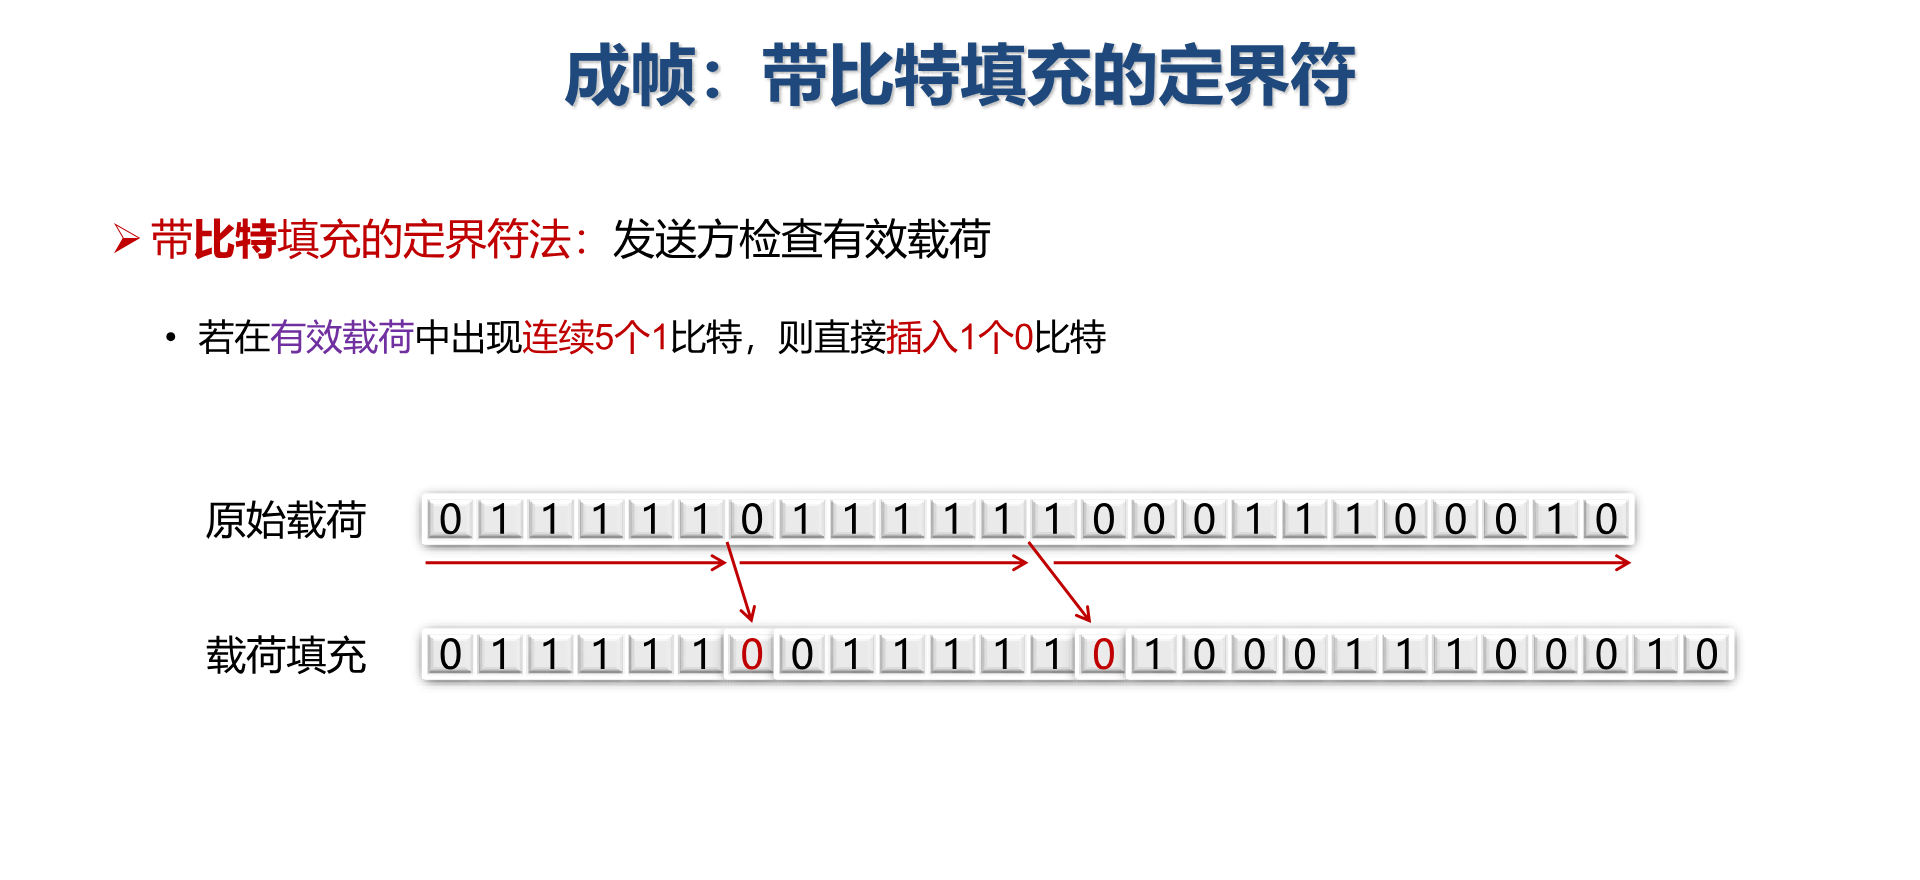 成帧：带比特填充的定界符
➢ 带比特填充的定界符法：发送方检查有效载荷
• 若在有效载荷中出现连续5个1比特，则直接插入1个0比特
原始载荷 0 1 1 1 1 1 0 1 1 1 1 1 1 0 0 0 1 1 1 0 0 0 1 0
载荷填充 0 1 1 1 1 1 0 0 1 1 1 1 1 0 1 0 0 0 1 1 1 0 0 0 1 0